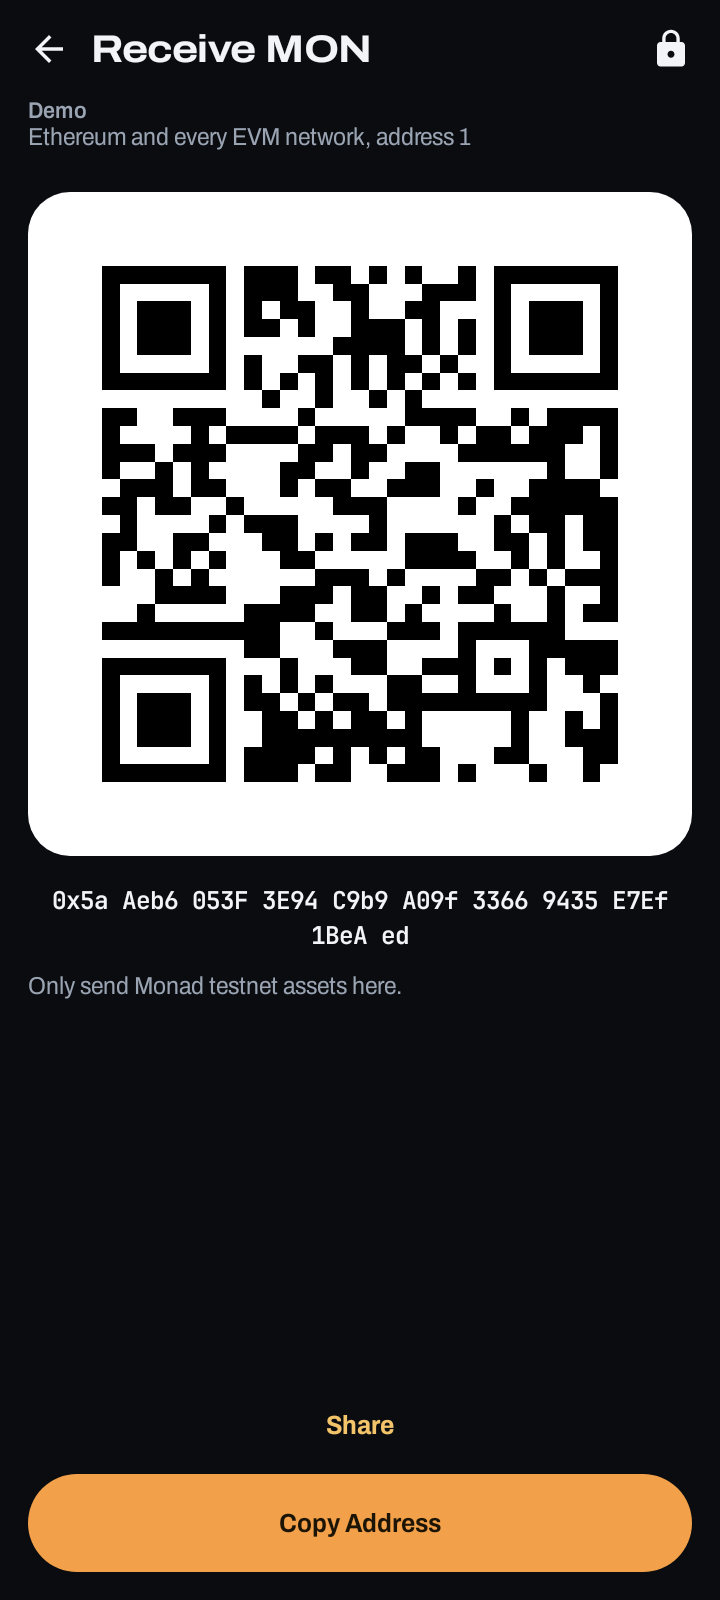 Receive MON
Demo
Ethereum and every EVM network, address 1
0x5a Aeb6 053F 3E94 C9b9 A09f 3366 9435 E7Ef
1BeA ed
Only send Monad testnet assets here.
Share
Copy Address